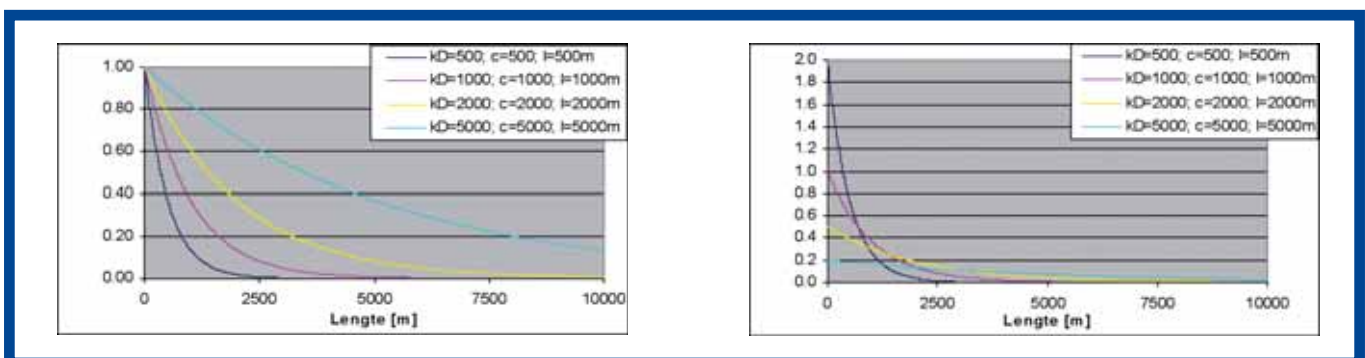 kD=500; c=500; l=500m
kD=1000; c=1000; l=1000m
kD=2000; c=2000; l=2000m
kD=5000; c=5000; l=5000m
1.00
0.80
0.60
0.40
0.20
0.00
0 2500 5000 7500 10000
Lengte [m]
kD=500; c=500; l=500m
kD=1000; c=1000; l=1000m
kD=2000; c=2000; l=2000m
kD=5000; c=5000; l=5000m
2.0
1.8
1.6
1.4
1.2
1.0
0.8
0.6
0.4
0.2
0.0
0 2500 5000 7500 10000
Lengte [m]